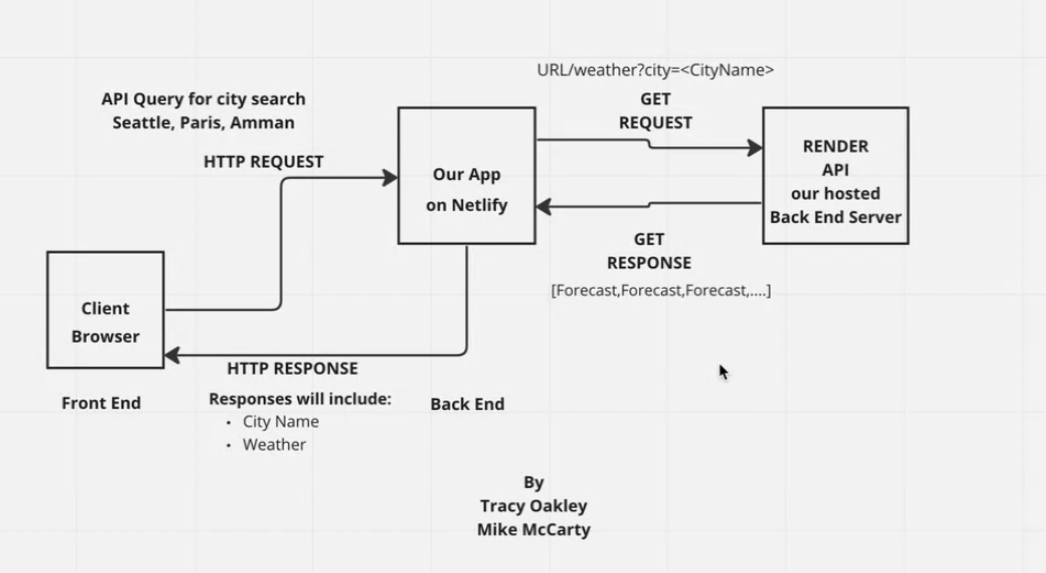 URL/weather?city=<CityName>
API Query for city search
Seattle, Paris, Amman
HTTP REQUEST
GET
REQUEST
Our App
on Netlify
RENDER
API
our hosted
Back End Server
GET
RESPONSE
[Forecast,Forecast,Forecast,....]
Client
Browser
HTTP RESPONSE
Front End
Responses will include:
• City Name
• Weather
Back End
By
Tracy Oakley
Mike McCarty